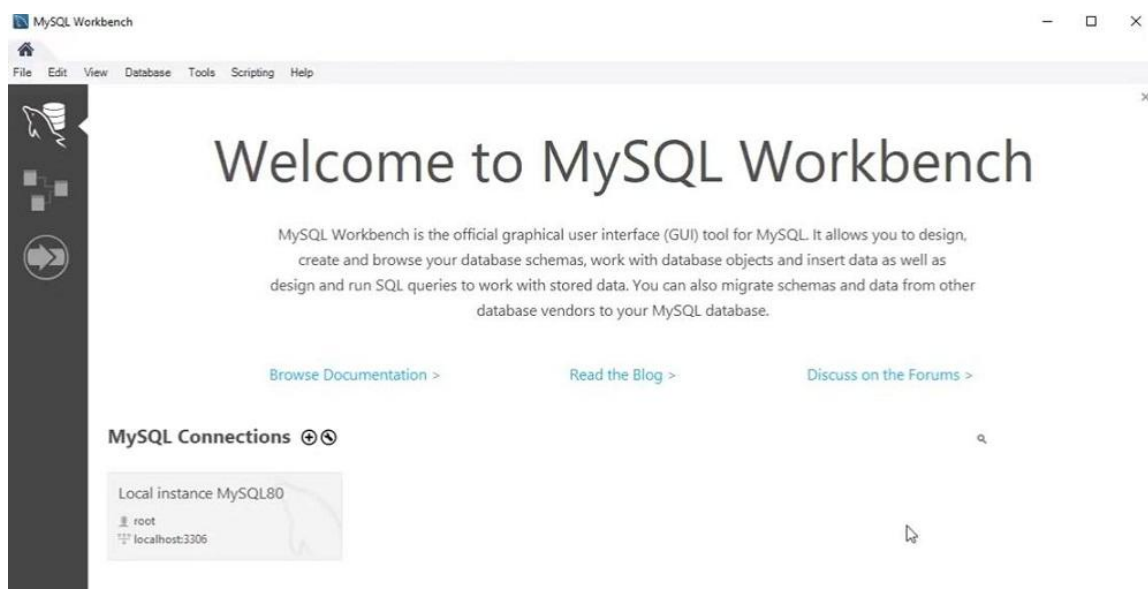 MySQL Workbench
File Edit View Database Tools Scripting Help
Welcome to MySQL Workbench
MySQL Workbench is the official graphical user interface (GUI) tool for MySQL. It allows you to design,
create and browse your database schemas, work with database objects and insert data as well as
design and run SQL queries to work with stored data. You can also migrate schemas and data from other
database vendors to your MySQL database.
Browse Documentation > Read the Blog > Discuss on the Forums >
MySQL Connections
Local instance MySQL80
root
localhost:3306